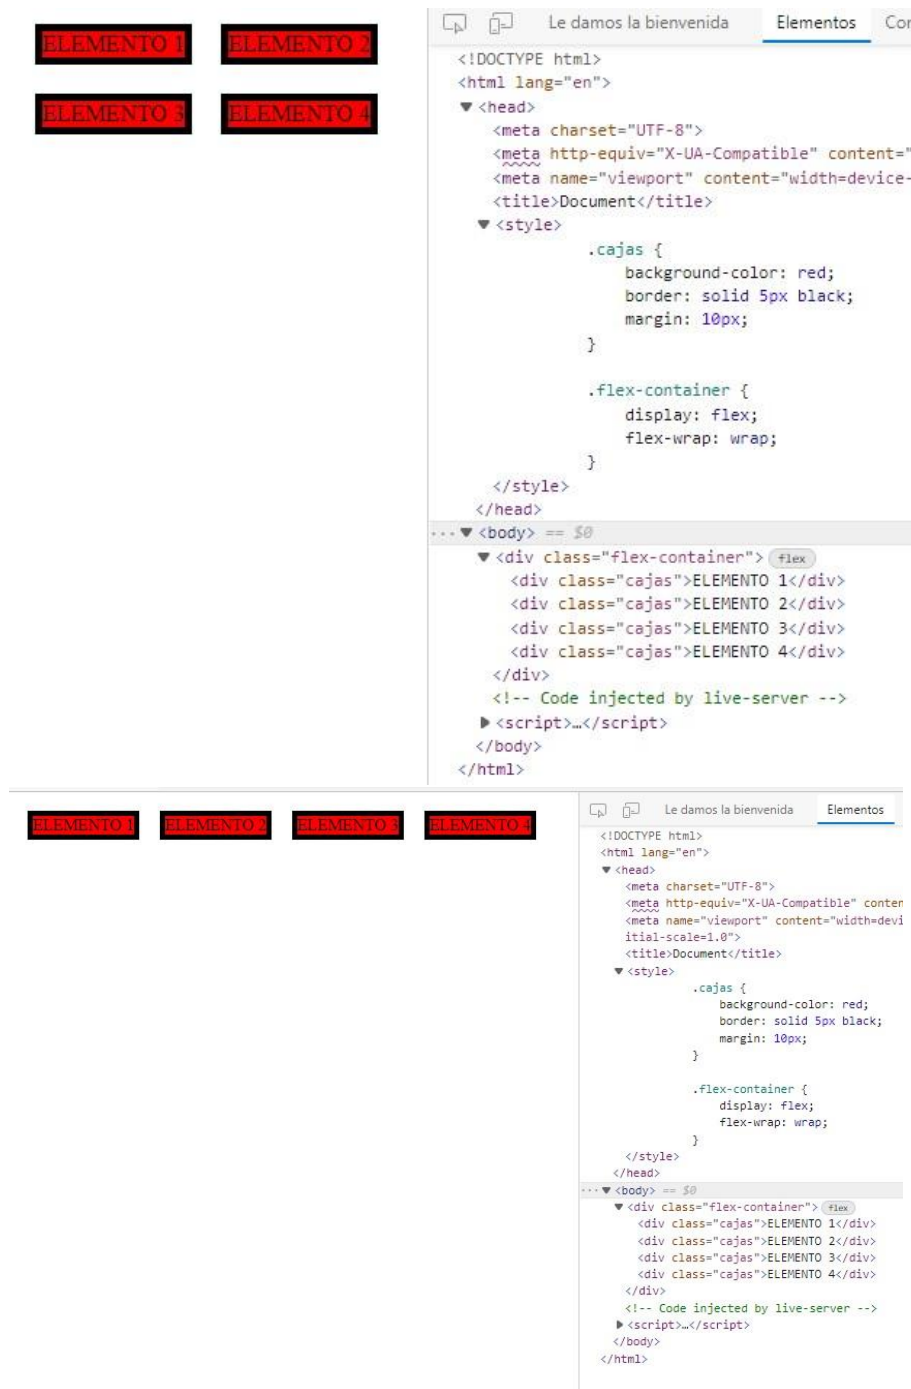 ELEMENTO 1 ELEMENTO 2
ELEMENTO 3 ELEMENTO 4
Le damos la bienvenida Elementos Cor
<!DOCTYPE html>
<html lang="en">
<head>
<meta charset="UTF-8">
<meta http-equiv="X-UA-Compatible" content="
<meta name="viewport" content="width=device-
<title>Document</title>
<style>
.cajas {
background-color: red;
border: solid 5px black;
margin: 10px;
}
.flex-container {
display: flex;
flex-wrap: wrap;
}
</style>
</head>
··· <body> == $0
<div class="flex-container"> flex
<div class="cajas">ELEMENTO 1</div>
<div class="cajas">ELEMENTO 2</div>
<div class="cajas">ELEMENTO 3</div>
<div class="cajas">ELEMENTO 4</div>
</div>
<!-- Code injected by live-server -->
<script>…</script>
</body>
</html>
ELEMENTO 1 ELEMENTO 2 ELEMENTO 3 ELEMENTO 4
Le damos la bienvenida Elementos
<!DOCTYPE html>
<html lang="en">
<head>
<meta charset="UTF-8">
<meta http-equiv="X-UA-Compatible" conten
<meta name="viewport" content="width=devi
itial-scale=1.0">
<title>Document</title>
<style>
.cajas {
background-color: red;
border: solid 5px black;
margin: 10px;
}
.flex-container {
display: flex;
flex-wrap: wrap;
}
</style>
</head>
··· <body> == $0
<div class="flex-container"> flex
<div class="cajas">ELEMENTO 1</div>
<div class="cajas">ELEMENTO 2</div>
<div class="cajas">ELEMENTO 3</div>
<div class="cajas">ELEMENTO 4</div>
</div>
<!-- Code injected by live-server -->
<script>…</script>
</body>
</html>